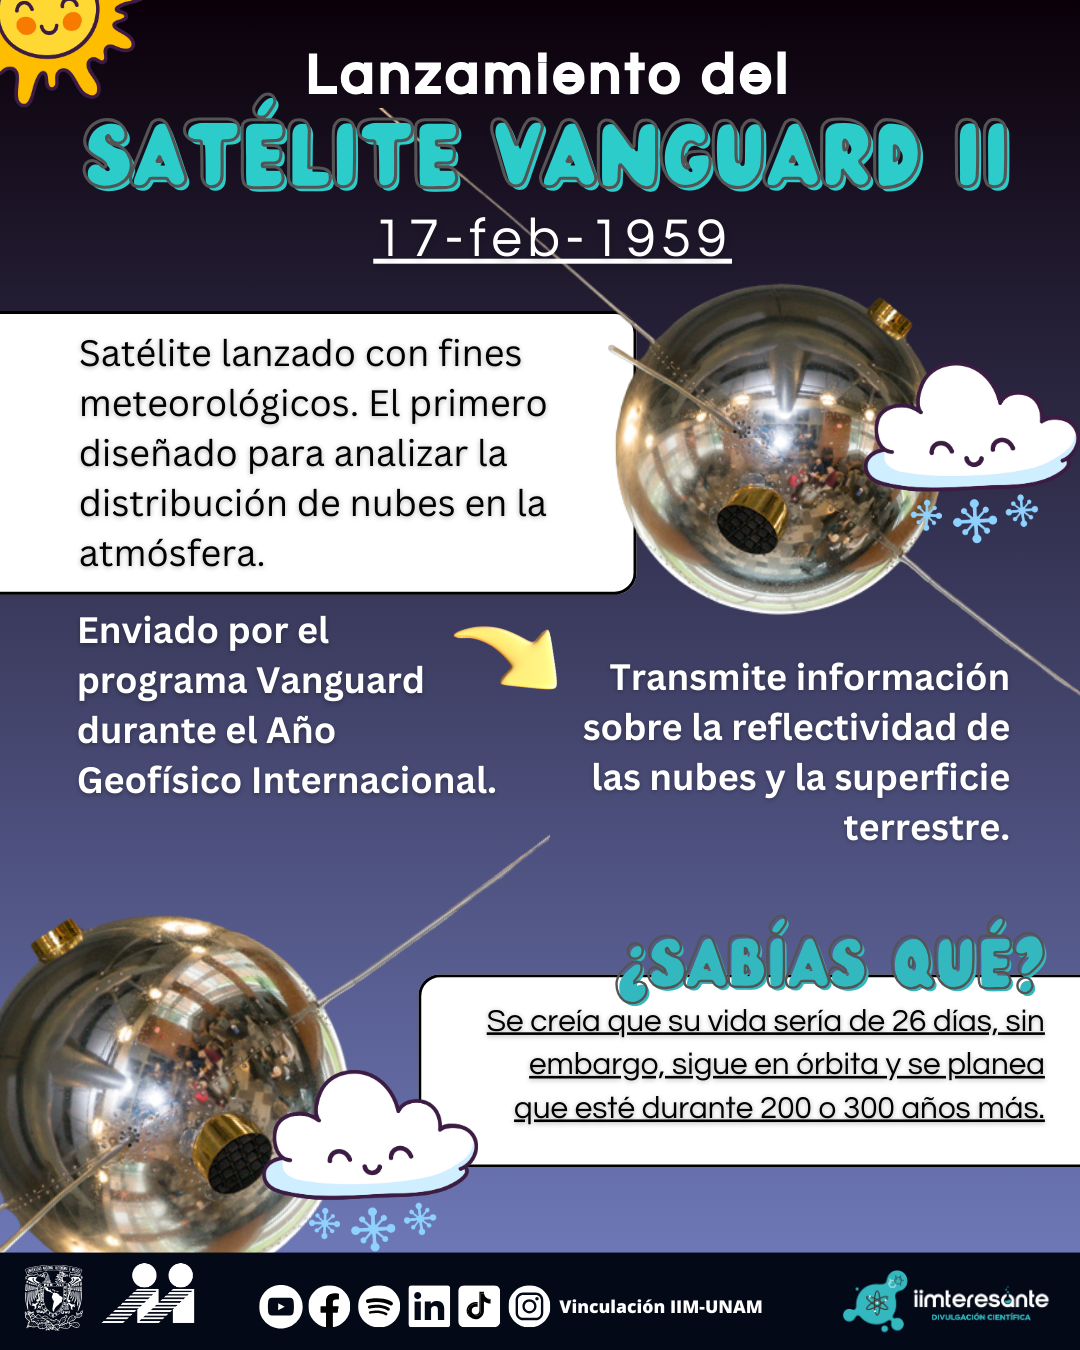 Lanzamiento del
SATÉLITE VANGUARD II
17-feb-1959
Satélite lanzado con fines
meteorológicos. El primero
diseñado para analizar la
distribución de nubes en la
atmósfera.
Enviado por el
programa Vanguard
durante el Año
Geofísico Internacional.
Transmite información
sobre la reflectividad de
las nubes y la superficie
terrestre.
¿SABÍAS QUÉ?
Se creía que su vida sería de 26 días, sin
embargo, sigue en órbita y se planea
que esté durante 200 o 300 años más.
Vinculación IIM-UNAM
iimteresante
DIVULGACIÓN CIENTÍFICA